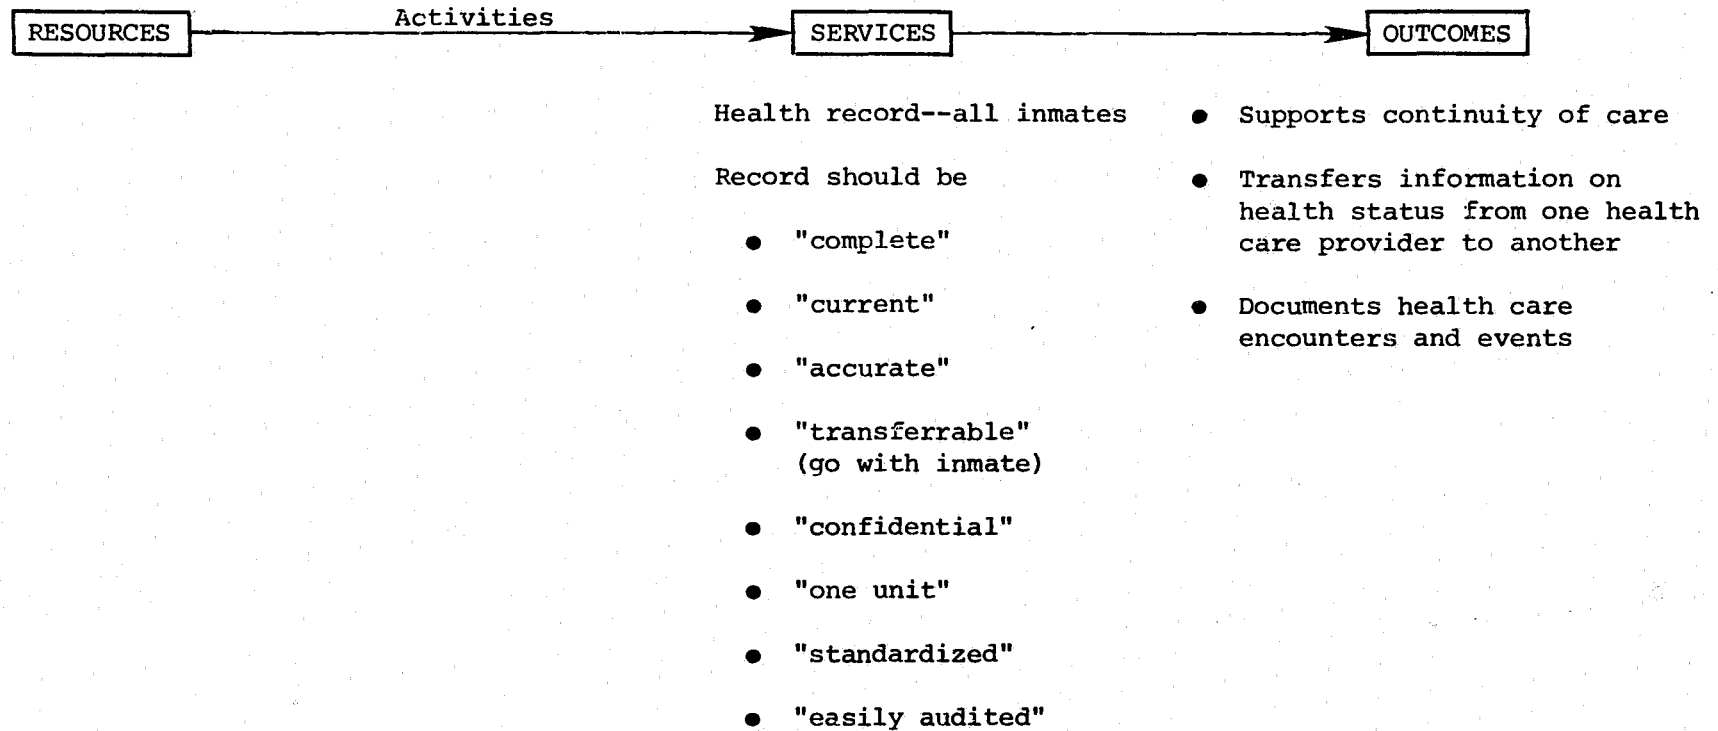 RESOURCES
Activities
SERVICES
OUTCOMES
Health record--all inmates
Record should be
● "complete"
● "current"
● "accurate"
● "transferrable"
(go with inmate)
● "confidential"
● "one unit"
● "standardized"
● "easily audited"
● Supports continuity of care
● Transfers information on
health status from one health
care provider to another
● Documents health care
encounters and events